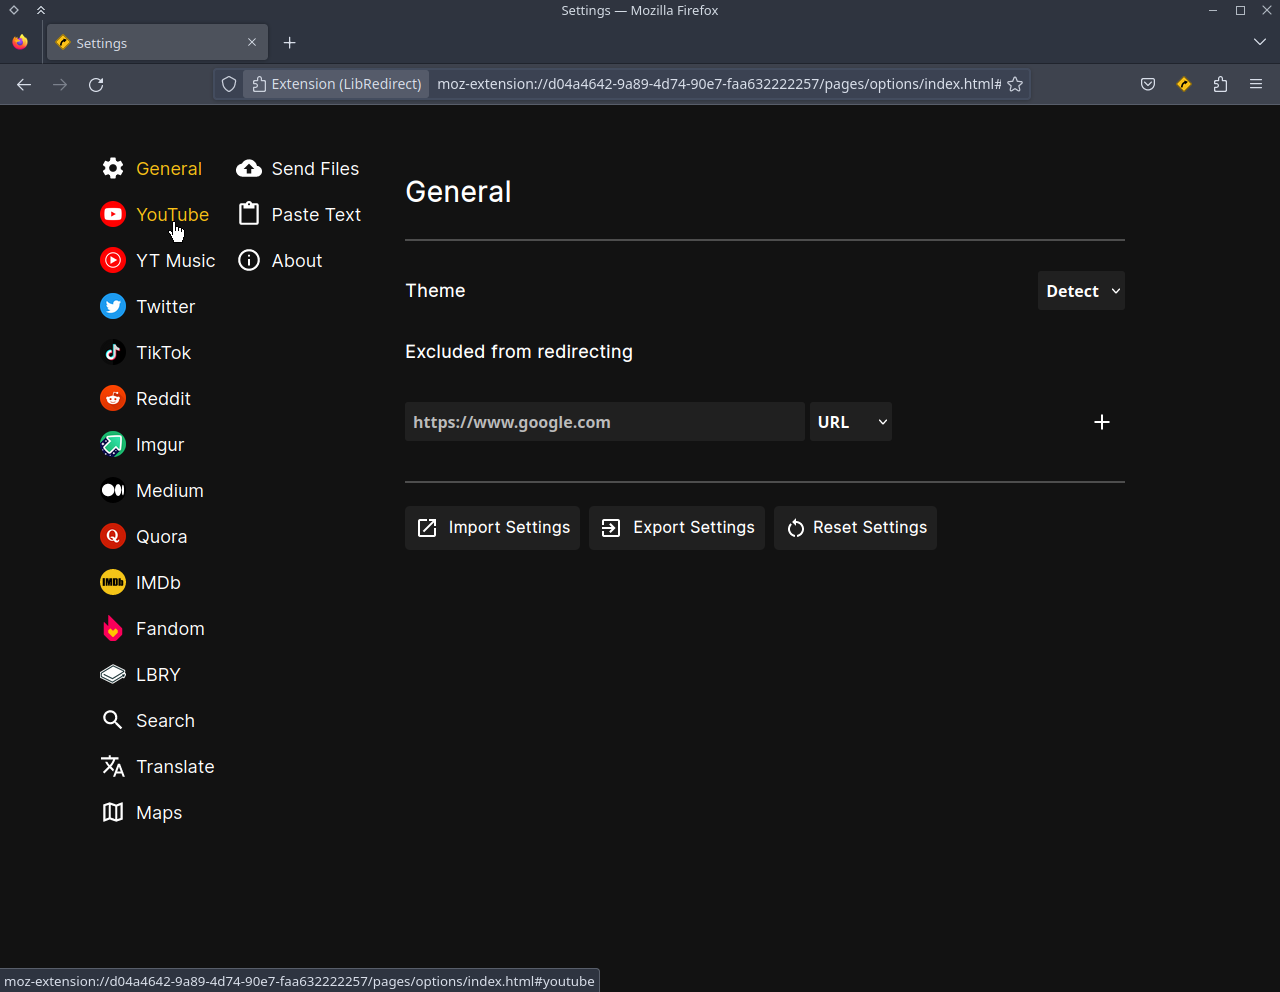 Settings — Mozilla Firefox
Settings
Extension (LibRedirect)
moz-extension://d04a4642-9a89-4d74-90e7-faa632222257/pages/options/index.html#
General
YouTube
YT Music
Twitter
TikTok
Reddit
Imgur
Medium
Quora
IMDb
IMDb
Fandom
LBRY
Search
Translate
Maps
Send Files
Paste Text
About
General
Theme
Detect
Excluded from redirecting
https://www.google.com
URL
Import Settings
Export Settings
Reset Settings
moz-extension://d04a4642-9a89-4d74-90e7-faa632222257/pages/options/index.html#youtube